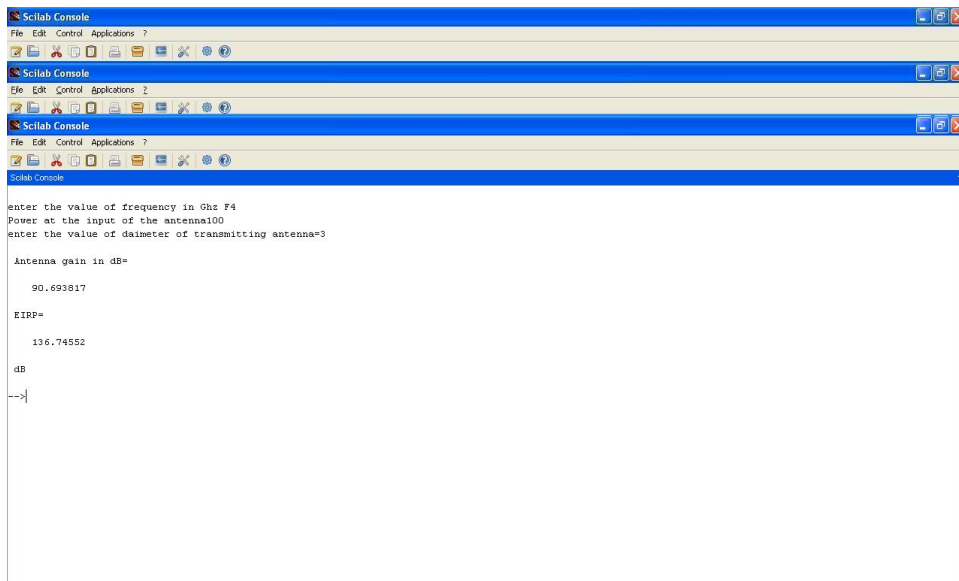 Scilab Console
File Edit Control Applications ?
Scilab Console
File Edit Control Applications ?
Scilab Console
File Edit Control Applications ?
Scilab Console
enter the value of frequency in Ghz F4
Power at the input of the antenna100
enter the value of daimeter of transmitting antenna=3
Antenna gain in dB=
90.693817
EIRP=
136.74552
dB
-->